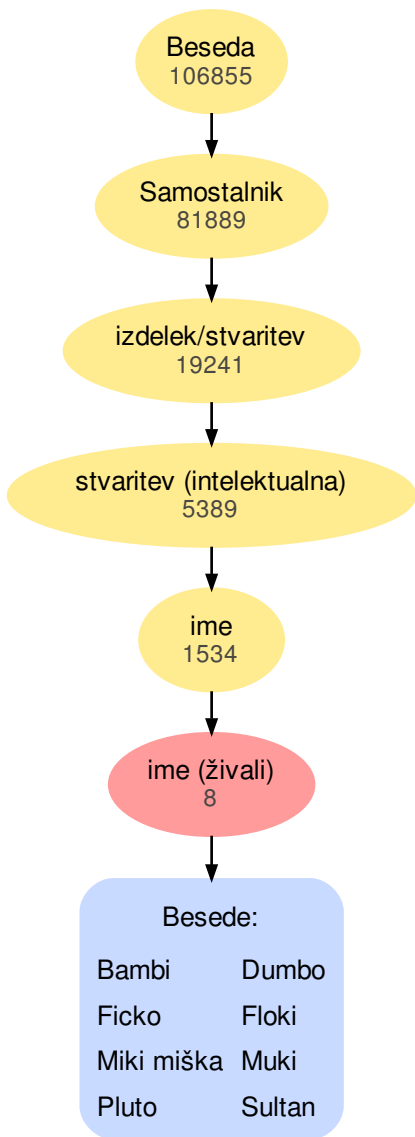 Beseda
106855
Samostalnik
81889
izdelek/stvaritev
19241
stvaritev (intelektualna)
5389
ime
1534
ime (živali)
8
Besede:
Bambi Dumbo
Ficko Floki
Miki miška Muki
Pluto Sultan